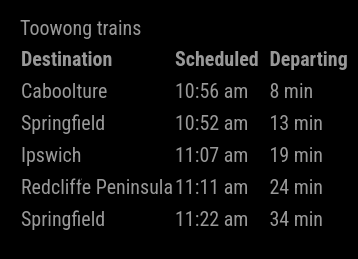 Toowong trains
Destination Scheduled Departing
Caboolture 10:56 am 8 min
Springfield 10:52 am 13 min
Ipswich 11:07 am 19 min
Redcliffe Peninsula 11:11 am 24 min
Springfield 11:22 am 34 min